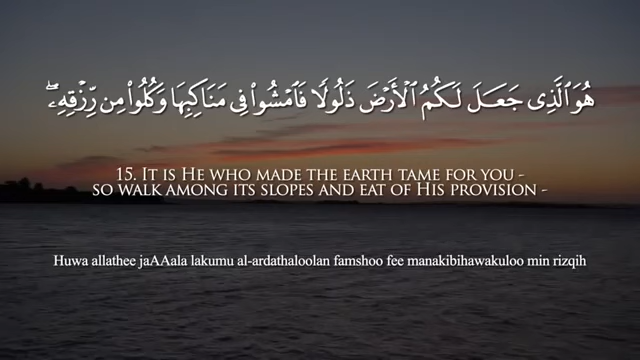 هُوَ ٱلَّذِى جَعَلَ لَكُمُ ٱلْأَرْضَ ذَلُولًا فَٱمْشُوا۟ فِى مَنَاكِبِهَا وَكُلُوا۟ مِن رِّزْقِهِۦ ۖ
15. It is He who made the earth tame for you -
so walk among its slopes and eat of His provision -
Huwa allathee jaAAala lakumu al-ardathaloolan famshoo fee manakibihawakuloo min rizqih